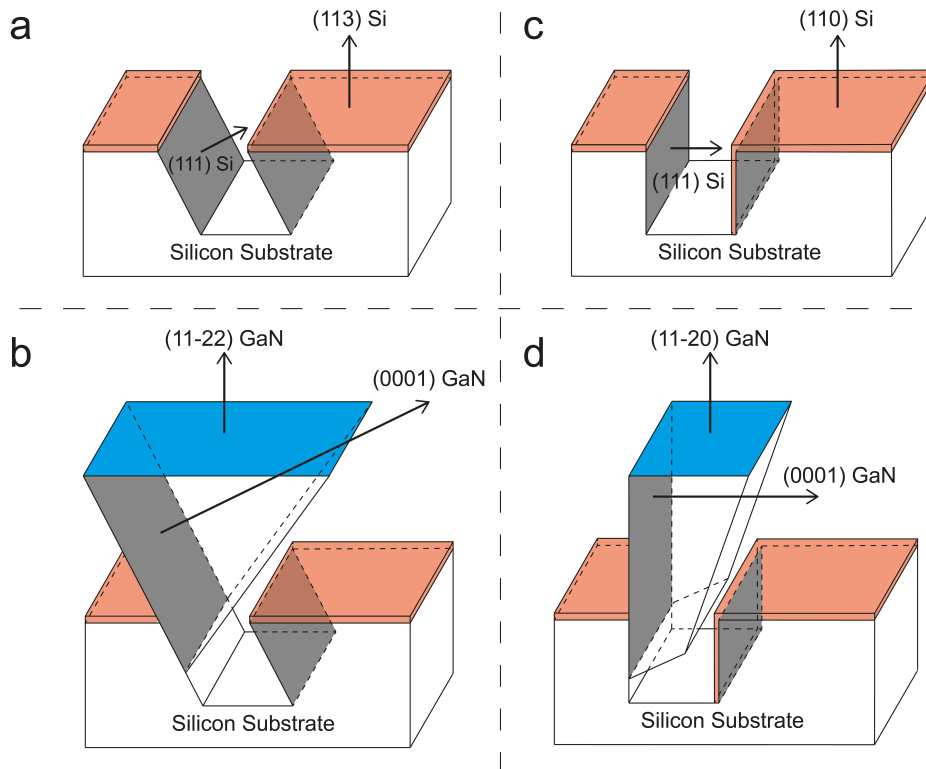 a
(113) Si
(111) Si
Silicon Substrate
c
(110) Si
(111) Si
Silicon Substrate
b
(11-22) GaN
(0001) GaN
Silicon Substrate
d
(11-20) GaN
(0001) GaN
Silicon Substrate